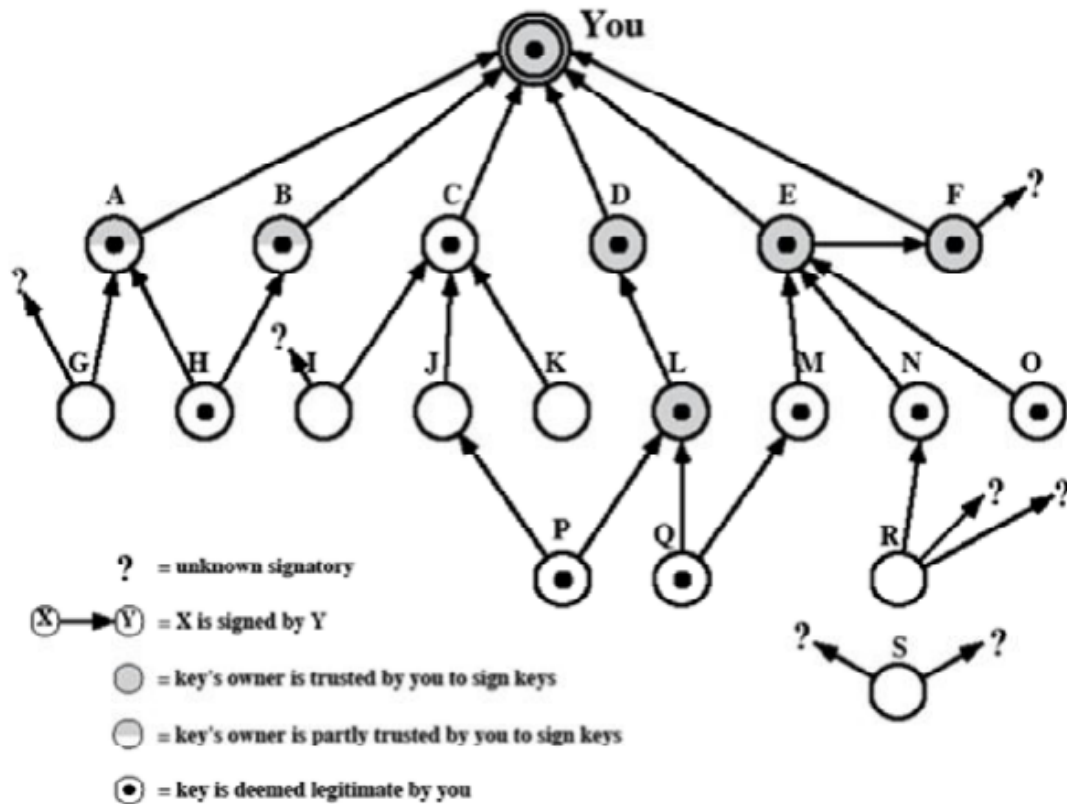 You
A B C D E F
?
?
G H ? I J K L M N O
? ?
P Q R
? = unknown signatory
X Y = X is signed by Y
? S ?
= key's owner is trusted by you to sign keys
= key's owner is partly trusted by you to sign keys
= key is deemed legitimate by you